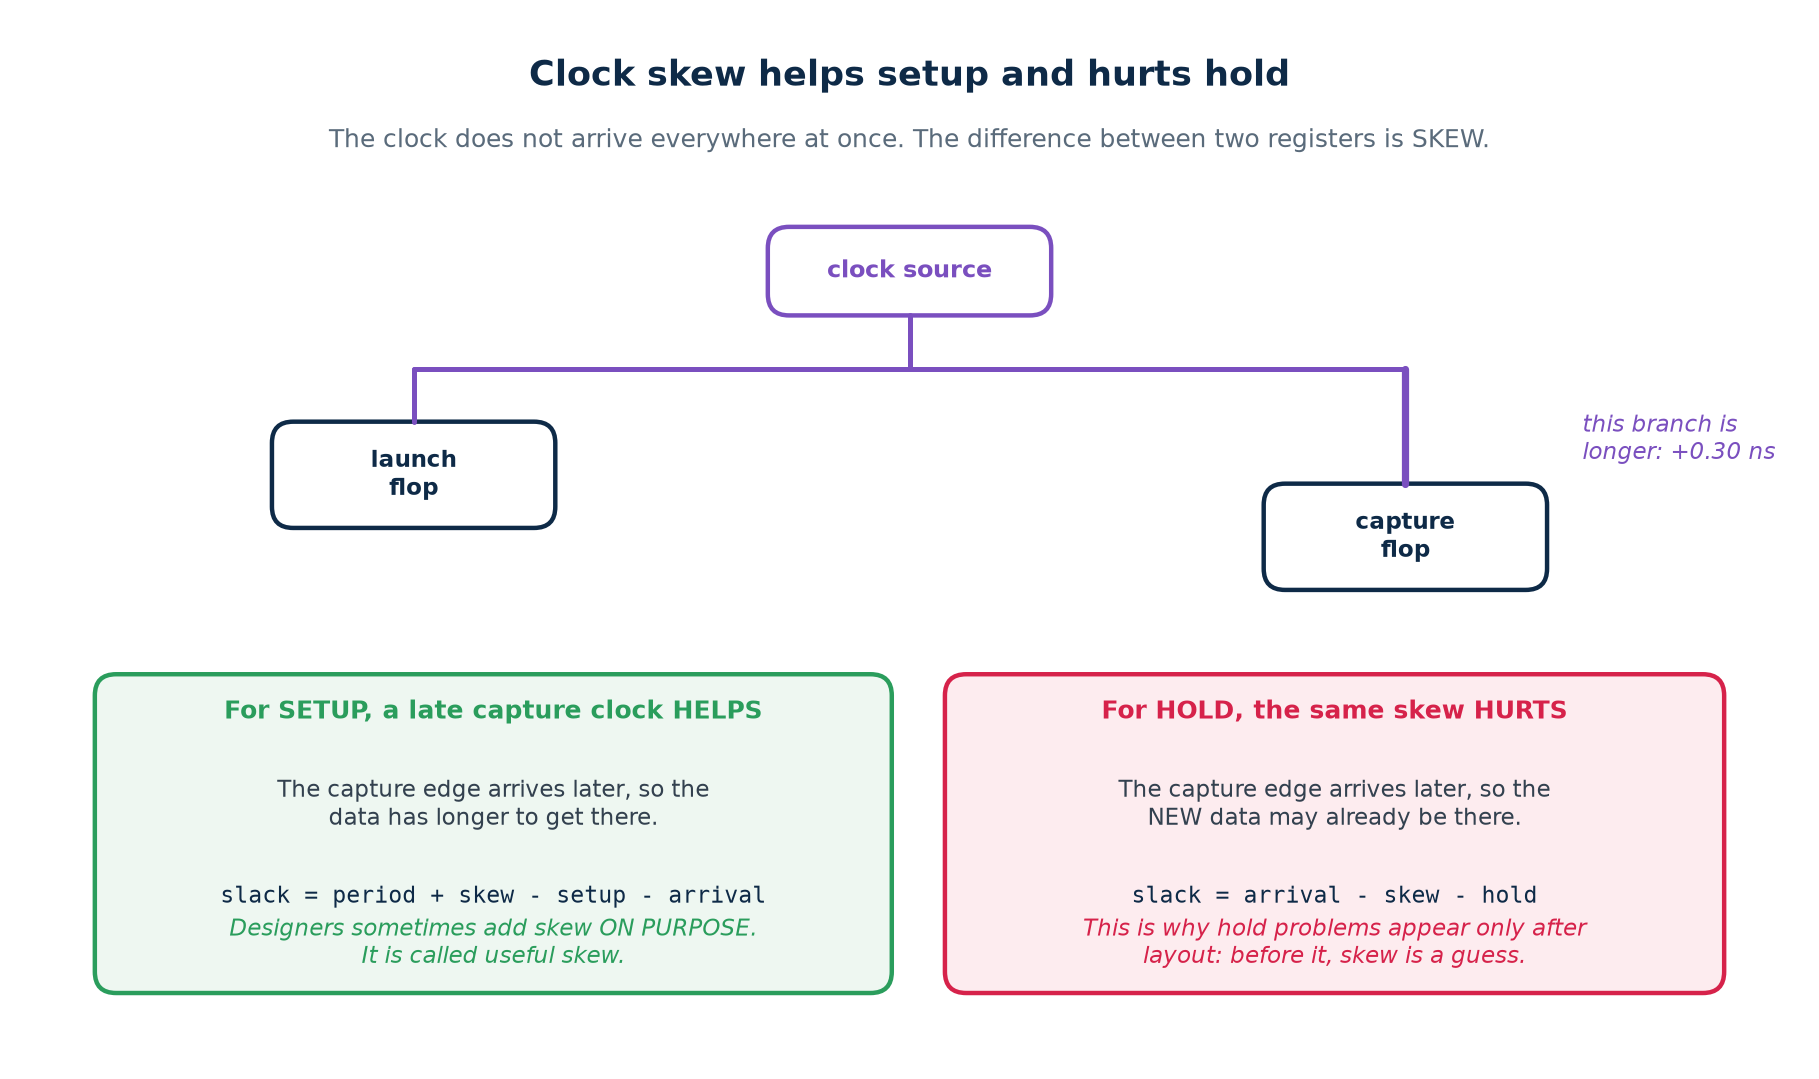 Clock skew helps setup and hurts hold
The clock does not arrive everywhere at once. The difference between two registers is SKEW.
clock source
launch
flop
this branch is
longer: +0.30 ns
capture
flop
For SETUP, a late capture clock HELPS
The capture edge arrives later, so the
data has longer to get there.
slack = period + skew - setup - arrival
Designers sometimes add skew ON PURPOSE.
It is called useful skew.
For HOLD, the same skew HURTS
The capture edge arrives later, so the
NEW data may already be there.
slack = arrival - skew - hold
This is why hold problems appear only after
layout: before it, skew is a guess.